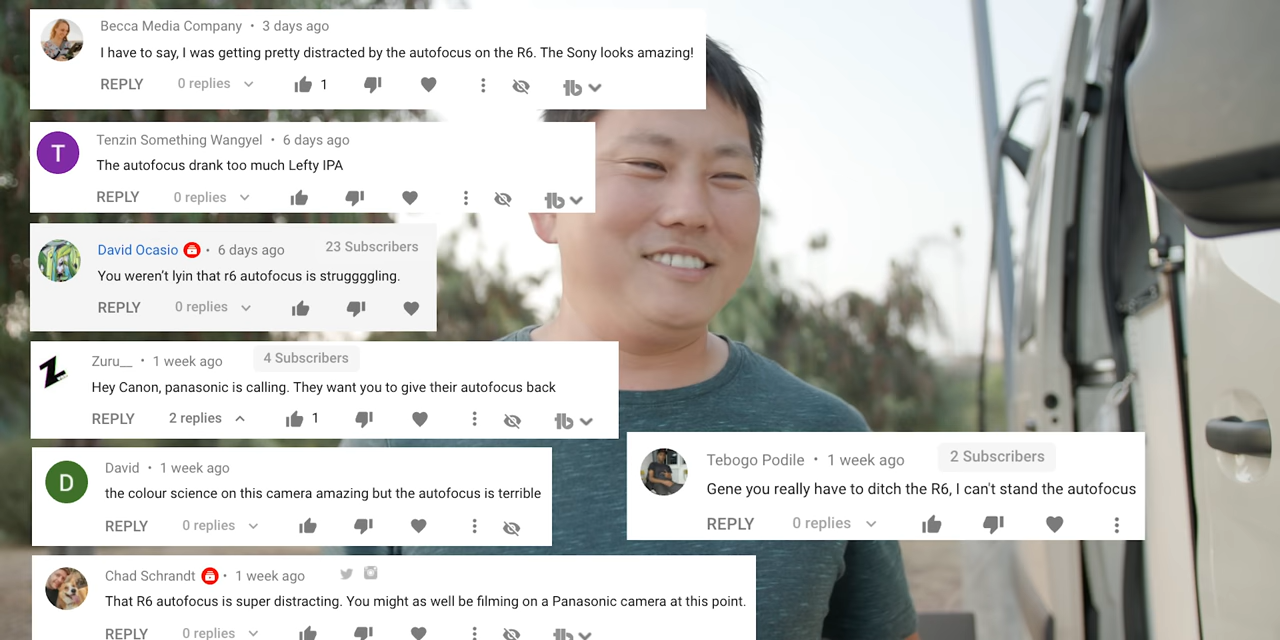 Becca Media Company • 3 days ago
I have to say, I was getting pretty distracted by the autofocus on the R6. The Sony looks amazing!
REPLY 0 replies 1
T
Tenzin Something Wangyel • 6 days ago
The autofocus drank too much Lefty IPA
REPLY 0 replies
David Ocasio • 6 days ago 23 Subscribers
You weren't lyin that r6 autofocus is struggggling.
REPLY 0 replies
Zuru__ • 1 week ago 4 Subscribers
Hey Canon, panasonic is calling. They want you to give their autofocus back
REPLY 2 replies 1
D
David • 1 week ago
the colour science on this camera amazing but the autofocus is terrible
REPLY 0 replies
Tebogo Podile • 1 week ago 2 Subscribers
Gene you really have to ditch the R6, I can't stand the autofocus
REPLY 0 replies
Chad Schrandt • 1 week ago
That R6 autofocus is super distracting. You might as well be filming on a Panasonic camera at this point.
REPLY 0 replies